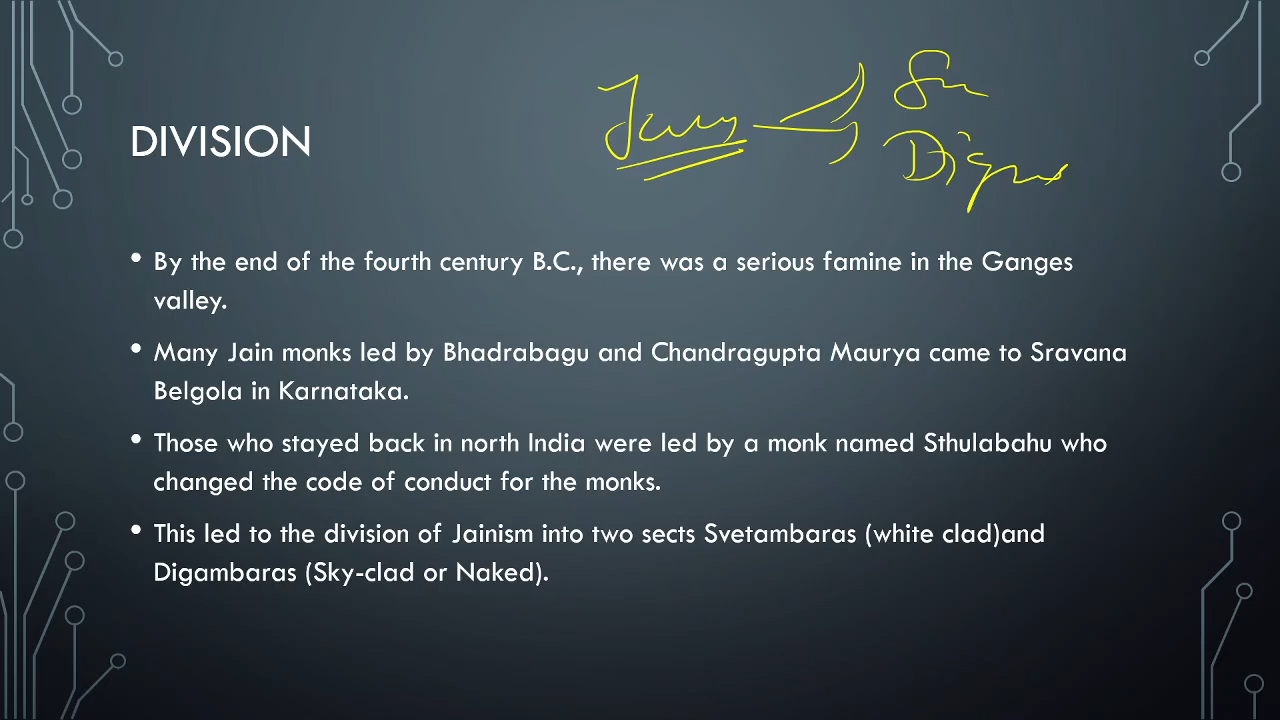 DIVISION
• By the end of the fourth century B.C., there was a serious famine in the Ganges
valley.
• Many Jain monks led by Bhadrabagu and Chandragupta Maurya came to Sravana
Belgola in Karnataka.
• Those who stayed back in north India were led by a monk named Sthulabahu who
changed the code of conduct for the monks.
• This led to the division of Jainism into two sects Svetambaras (white clad)and
Digambaras (Sky-clad or Naked).